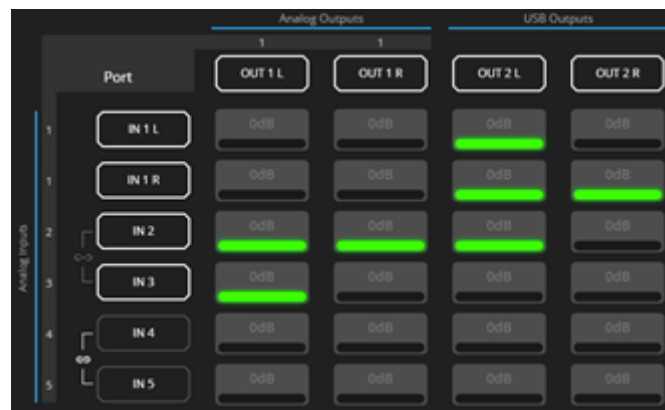 Analog Outputs USB Outputs
1 1
Port OUT 1 L OUT 1 R OUT 2 L OUT 2 R
Analog Inputs
1 IN 1 L 0dB 0dB 0dB 0dB
1 IN 1 R 0dB 0dB 0dB 0dB
2 IN 2 0dB 0dB 0dB 0dB
3 IN 3 0dB 0dB 0dB 0dB
4 IN 4 0dB 0dB 0dB 0dB
5 IN 5 0dB 0dB 0dB 0dB